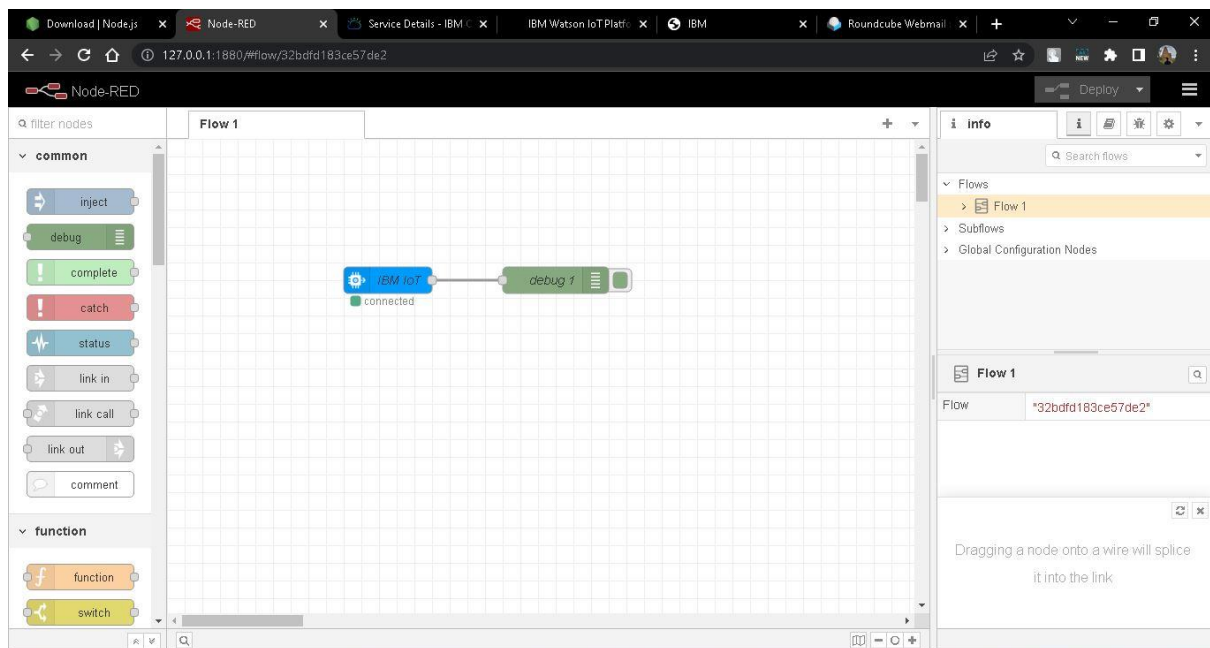 Download | Node.js
Node-RED
Service Details - IBM C
IBM Watson IoT Platfo
IBM
Roundcube Webmail
127.0.0.1:1880/#flow/32bdfd183ce57de2
NEW
Node-RED
Deploy
filter nodes
Flow 1
i info
i
common
Search flows
Flows
Flow 1
Subflows
Global Configuration Nodes
inject
debug
complete
catch
status
link in
link call
link out
comment
IBM IoT
debug 1
connected
Flow 1
Flow
"32bdfd183ce57de2"
function
f function
switch
Dragging a node onto a wire will splice
it into the link